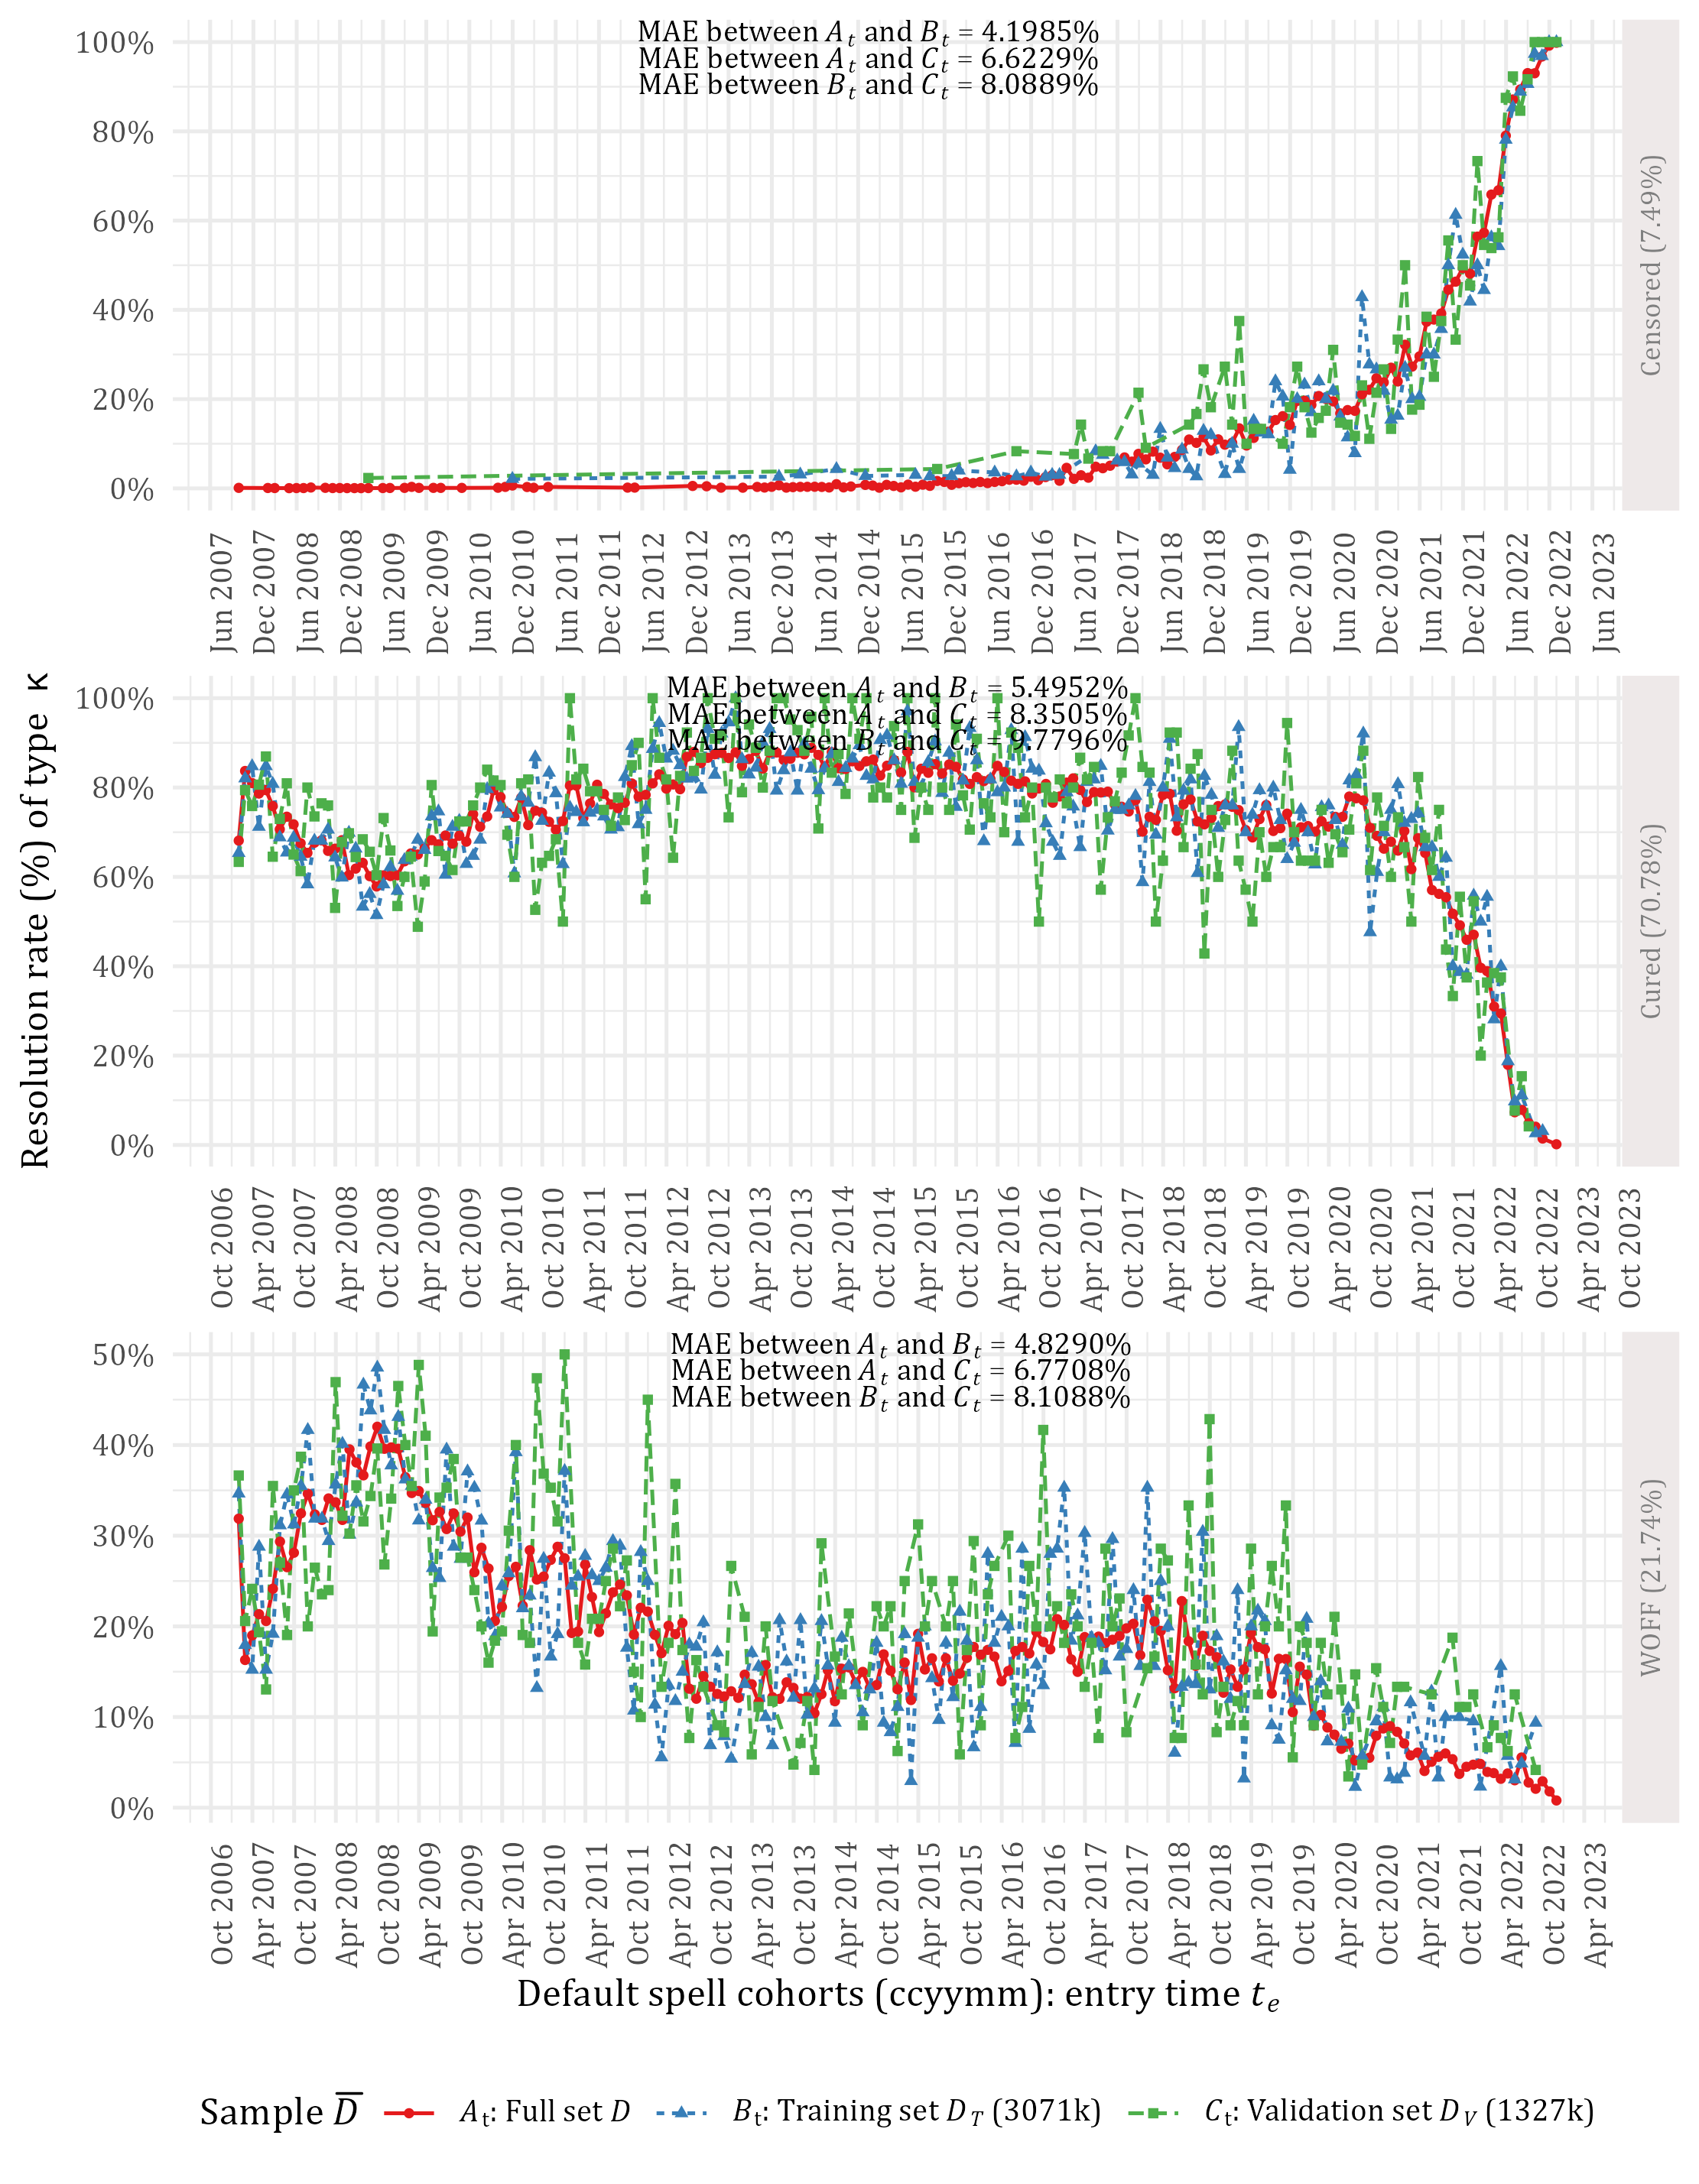 Resolution rate (%) of type κ
MAE between A_t and B_t = 4.1985%
MAE between A_t and C_t = 6.6229%
MAE between B_t and C_t = 8.0889%
100%
80%
60%
40%
20%
0%
Censored (7.49%)
Jun 2007 Dec 2007 Jun 2008 Dec 2008 Jun 2009 Dec 2009 Jun 2010 Dec 2010 Jun 2011 Dec 2011 Jun 2012 Dec 2012 Jun 2013 Dec 2013 Jun 2014 Dec 2014 Jun 2015 Dec 2015 Jun 2016 Dec 2016 Jun 2017 Dec 2017 Jun 2018 Dec 2018 Jun 2019 Dec 2019 Jun 2020 Dec 2020 Jun 2021 Dec 2021 Jun 2022 Dec 2022 Jun 2023
MAE between A_t and B_t = 5.4952%
MAE between A_t and C_t = 8.3505%
MAE between B_t and C_t = 9.7796%
100%
80%
60%
40%
20%
0%
Cured (70.78%)
Oct 2006 Apr 2007 Oct 2007 Apr 2008 Oct 2008 Apr 2009 Oct 2009 Apr 2010 Oct 2010 Apr 2011 Oct 2011 Apr 2012 Oct 2012 Apr 2013 Oct 2013 Apr 2014 Oct 2014 Apr 2015 Oct 2015 Apr 2016 Oct 2016 Apr 2017 Oct 2017 Apr 2018 Oct 2018 Apr 2019 Oct 2019 Apr 2020 Oct 2020 Apr 2021 Oct 2021 Apr 2022 Oct 2022 Apr 2023 Oct 2023
MAE between A_t and B_t = 4.8290%
MAE between A_t and C_t = 6.7708%
MAE between B_t and C_t = 8.1088%
50%
40%
30%
20%
10%
0%
WOFF (21.74%)
Oct 2006 Apr 2007 Oct 2007 Apr 2008 Oct 2008 Apr 2009 Oct 2009 Apr 2010 Oct 2010 Apr 2011 Oct 2011 Apr 2012 Oct 2012 Apr 2013 Oct 2013 Apr 2014 Oct 2014 Apr 2015 Oct 2015 Apr 2016 Oct 2016 Apr 2017 Oct 2017 Apr 2018 Oct 2018 Apr 2019 Oct 2019 Apr 2020 Oct 2020 Apr 2021 Oct 2021 Apr 2022 Oct 2022 Apr 2023
Default spell cohorts (ccyymm): entry time t_e
Sample D̅ A_t: Full set D B_t: Training set D_T (3071k) C_t: Validation set D_V (1327k)